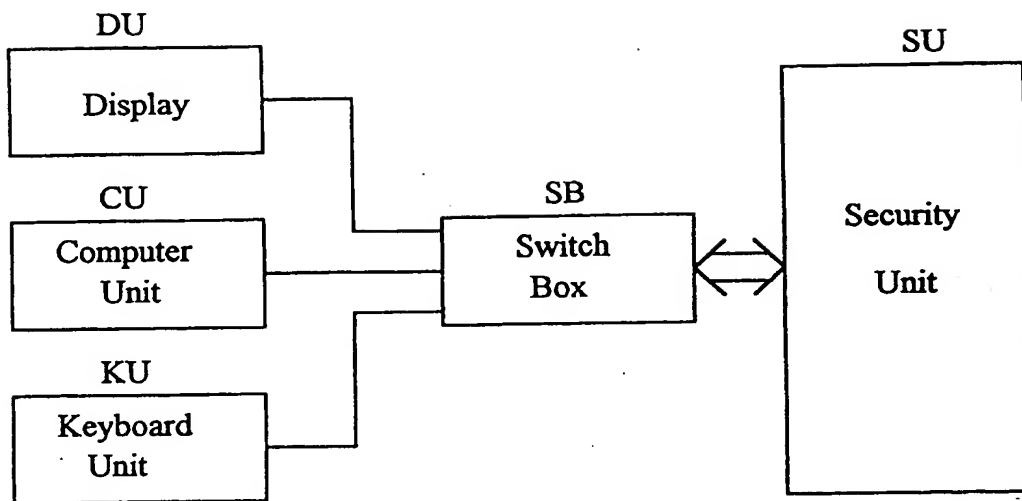 DU
Display
CU
Computer
Unit
KU
Keyboard
Unit
SB
Switch
Box
SU
Security
Unit